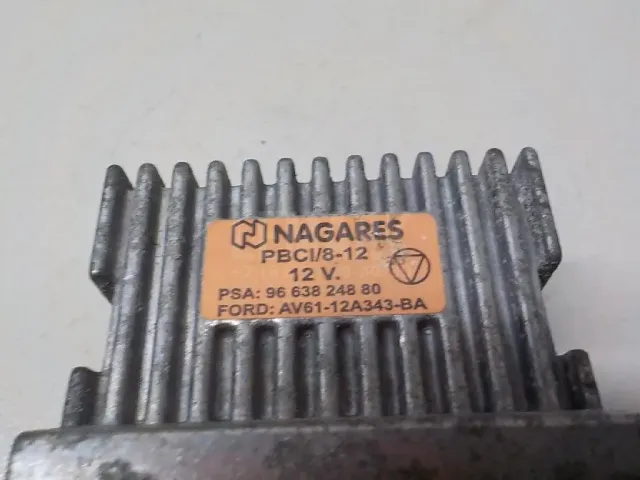 NAGARES
PBCI/8-12
12 V.
PSA: 96 638 248 80
FORD: AV61-12A343-BA